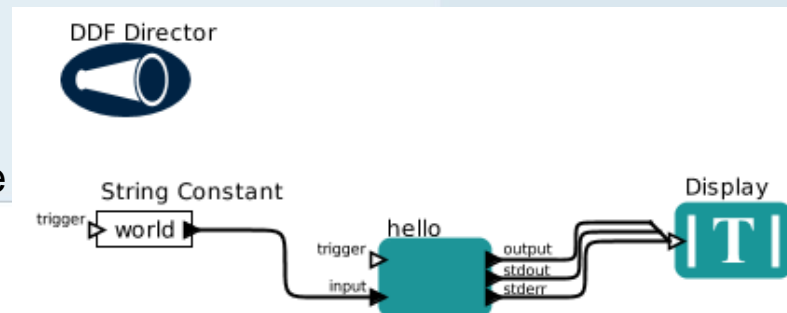 DDF Director
e
String Constant
Display
trigger
world
hello
trigger
output
stdout
input
stderr
T